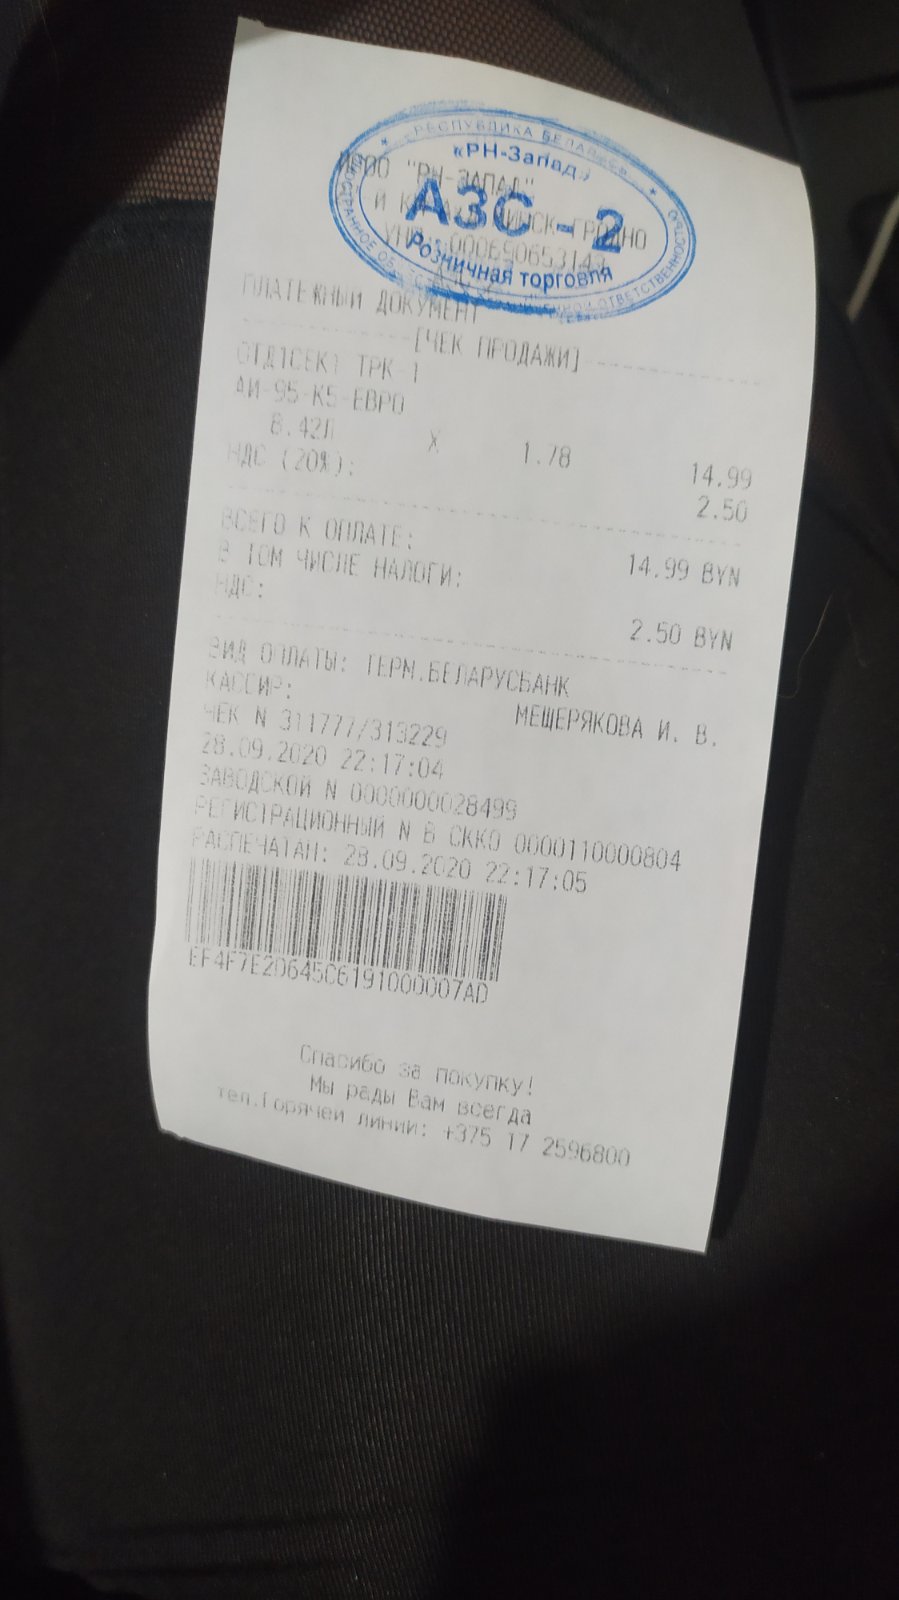 РЕСПУБЛИКА БЕЛАРУСЬ
«РН-Запад»
АЗС - 2
Розничная торговля
ИООО "РН-ЗАПАД"
МИНСК-ГРОДНО
ПЛАТЕЖНЫЙ ДОКУМЕНТ
[ЧЕК ПРОДАЖИ]
ОТД1СЕК1 ТРК-1
АИ-95-К5-ЕВРО
8.42Л X 1.78 14.99
НДС (20%): 2.50
ВСЕГО К ОПЛАТЕ: 14.99 BYN
В ТОМ ЧИСЛЕ НАЛОГИ:
НДС: 2.50 BYN
ВИД ОПЛАТЫ: ТЕРМ.БЕЛАРУСБАНК
КАССИР: МЕЩЕРЯКОВА И. В.
ЧЕК N 311777/313229
28.09.2020 22:17:04
ЗАВОДСКОЙ N 0000000028499
РЕГИСТРАЦИОННЫЙ N В СККО 0000110000804
РАСПЕЧАТАН: 28.09.2020 22:17:05
EF4F7E2D645C6191000007AD
Спасибо за покупку!
Мы рады Вам всегда
тел.Горячей линии: +375 17 2596800